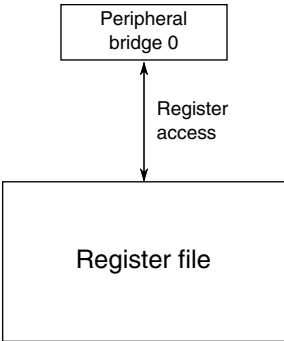 Peripheral
bridge 0
Register
access
Register file